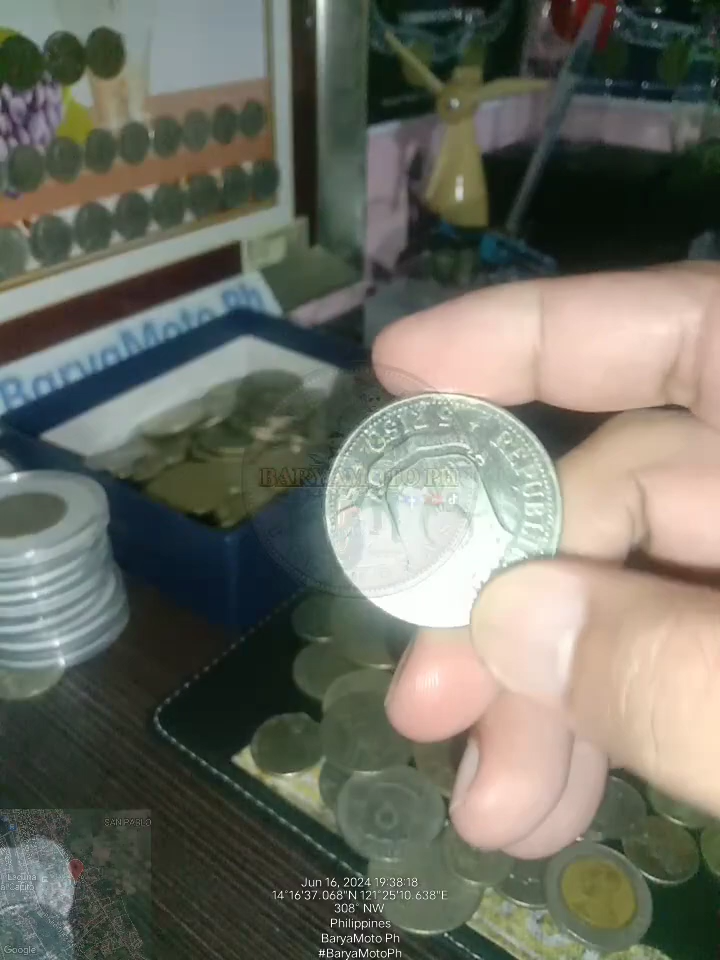 BaryaMoto Ph
BARYAMOTO PH
SAN PABLO
Google
Jun 16, 2024 19:38:18
14°16'37.068"N 121°25'10.638"E
308° NW
Philippines
BaryaMoto Ph
#BaryaMotoPh